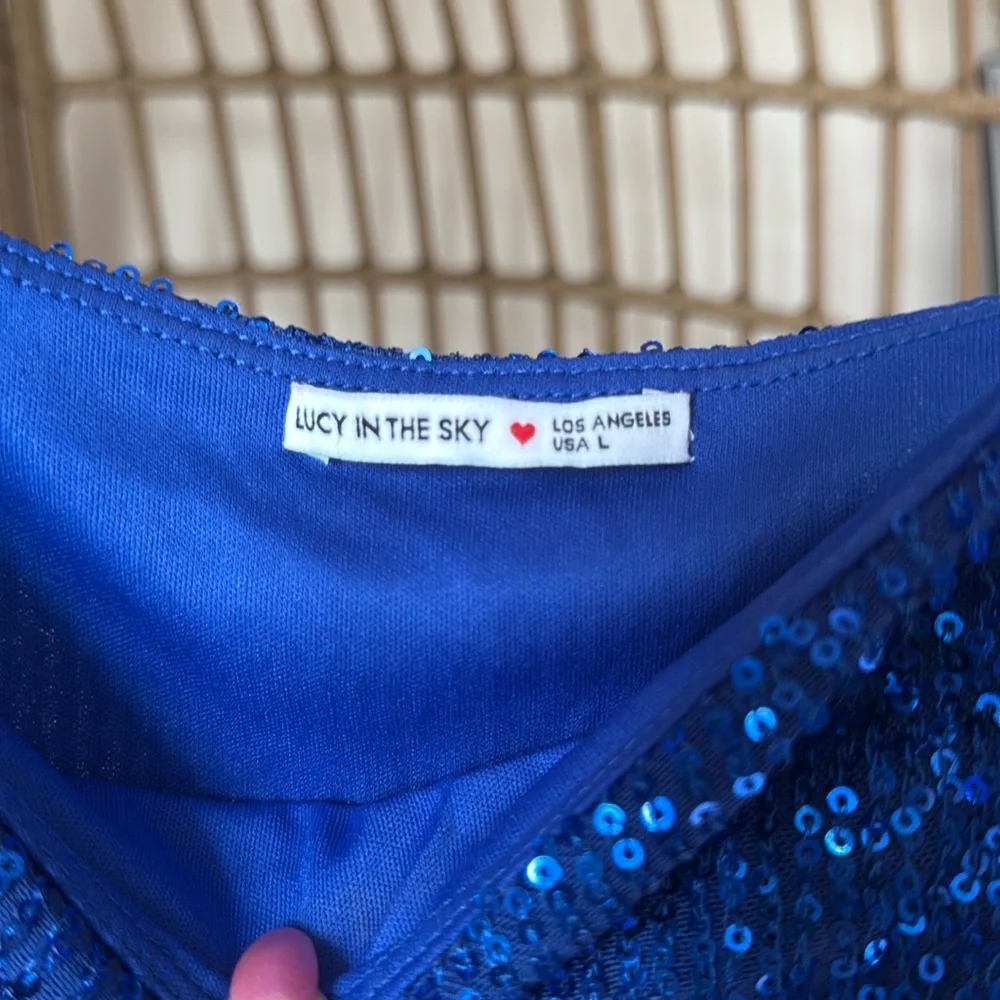 LUCY IN THE SKY ♥ LOS ANGELES
USA L